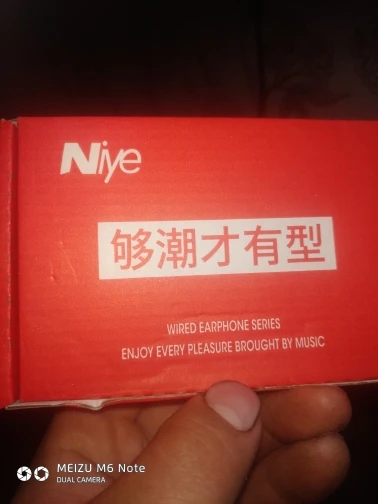 Niye
够潮才有型
WIRED EARPHONE SERIES
ENJOY EVERY PLEASURE BROUGHT BY MUSIC
MEIZU M6 Note
DUAL CAMERA